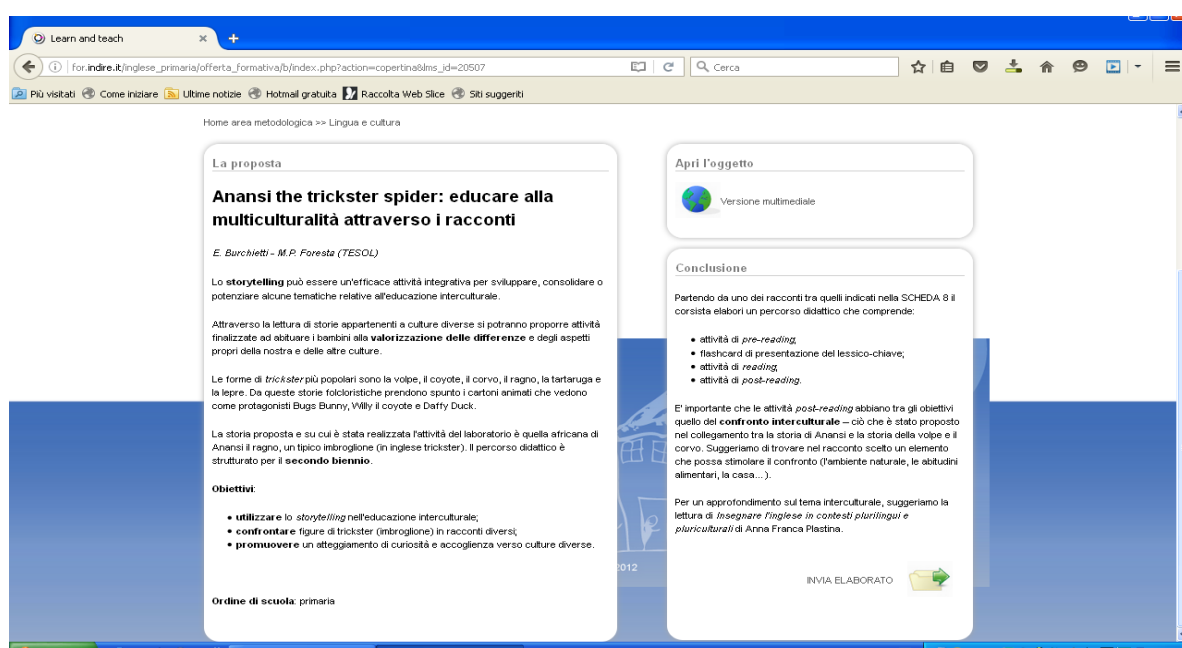 Learn and teach
for.indire.it/inglese_primaria/offerta_formativa/b/index.php?action=copertina&lms_id=20507
Cerca
Più visitati
Come iniziare
Ultime notizie
Hotmail gratuita
Raccolta Web Slice
Siti suggeriti
Home area metodologica >> Lingua e cultura
La proposta
Anansi the trickster spider: educare alla
multiculturalità attraverso i racconti
E. Burchietti - M.P. Foresta (TESOL)
Lo storytelling può essere un'efficace attività integrativa per sviluppare, consolidare o
potenziare alcune tematiche relative all'educazione interculturale.
Attraverso la lettura di storie appartenenti a culture diverse si potranno proporre attività
finalizzate ad abituare i bambini alla valorizzazione delle differenze e degli aspetti
propri della nostra e delle altre culture.
Le forme di trickster più popolari sono la volpe, il coyote, il corvo, il ragno, la tartaruga e
la lepre. Da queste storie folcloristiche prendono spunto i cartoni animati che vedono
come protagonisti Bugs Bunny, Willy il coyote e Daffy Duck.
La storia proposta e su cui è stata realizzata l'attività del laboratorio è quella africana di
Anansi il ragno, un tipico imbroglione (in inglese trickster). Il percorso didattico è
strutturato per il secondo biennio.
Obiettivi:
• utilizzare lo storytelling nell'educazione interculturale;
• confrontare figure di trickster (imbroglione) in racconti diversi;
• promuovere un atteggiamento di curiosità e accoglienza verso culture diverse.
Ordine di scuola: primaria
Apri l'oggetto
Versione multimediale
Conclusione
Partendo da uno dei racconti tra quelli indicati nella SCHEDA 8 il
corsista elabori un percorso didattico che comprende:
• attività di pre-reading;
• flashcard di presentazione del lessico-chiave;
• attività di reading;
• attività di post-reading.
E' importante che le attività post-reading abbiano tra gli obiettivi
quello del confronto interculturale – ciò che è stato proposto
nel collegamento tra la storia di Anansi e la storia della volpe e il
corvo. Suggeriamo di trovare nel racconto scelto un elemento
che possa stimolare il confronto (l'ambiente naturale, le abitudini
alimentari, la casa...).
Per un approfondimento sul tema interculturale, suggeriamo la
lettura di Insegnare l'inglese in contesti plurilingui e
pluriculturali di Anna Franca Plastina.
INVIA ELABORATO
2012